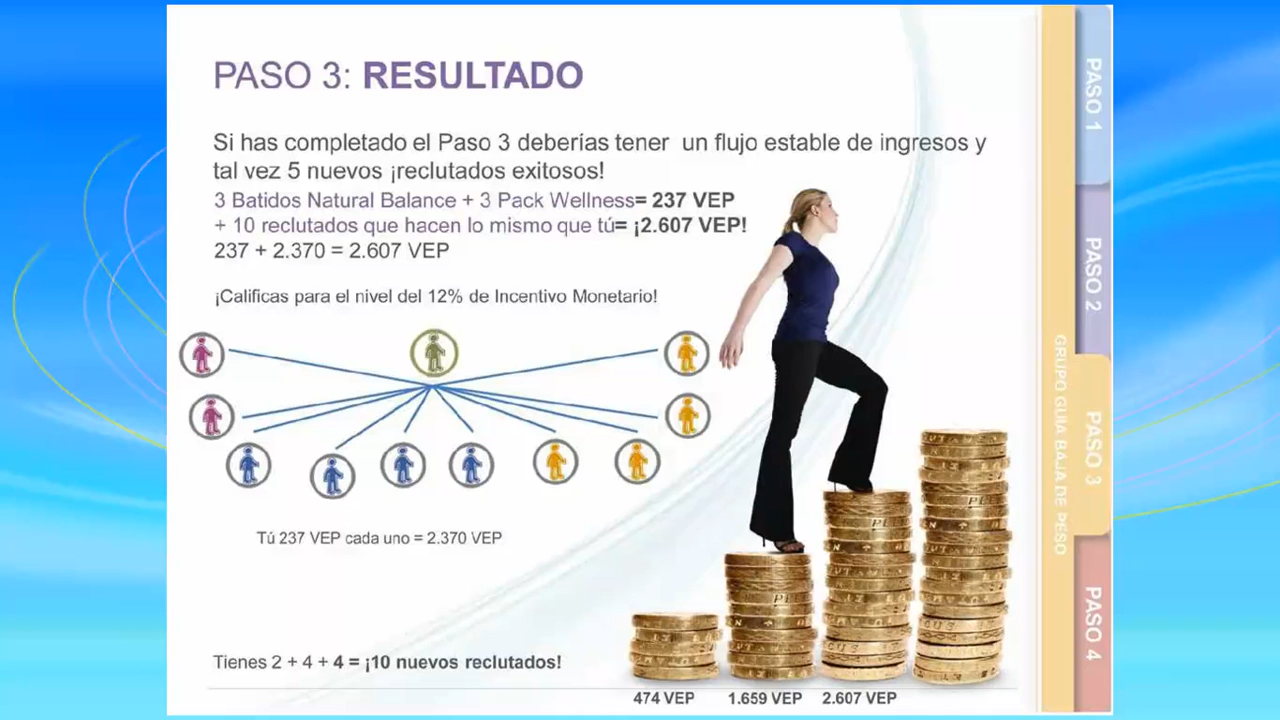 PASO 3: RESULTADO
Si has completado el Paso 3 deberías tener un flujo estable de ingresos y
tal vez 5 nuevos ¡reclutados exitosos!
3 Batidos Natural Balance + 3 Pack Wellness= 237 VEP
+ 10 reclutados que hacen lo mismo que tú= ¡2.607 VEP!
237 + 2.370 = 2.607 VEP
¡Calificas para el nivel del 12% de Incentivo Monetario!
Tú 237 VEP cada uno = 2.370 VEP
Tienes 2 + 4 + 4 = ¡10 nuevos reclutados!
474 VEP
1.659 VEP
2.607 VEP
GRUPO GUÍA BAJA DE PESO
PASO 1
PASO 2
PASO 3
PASO 4